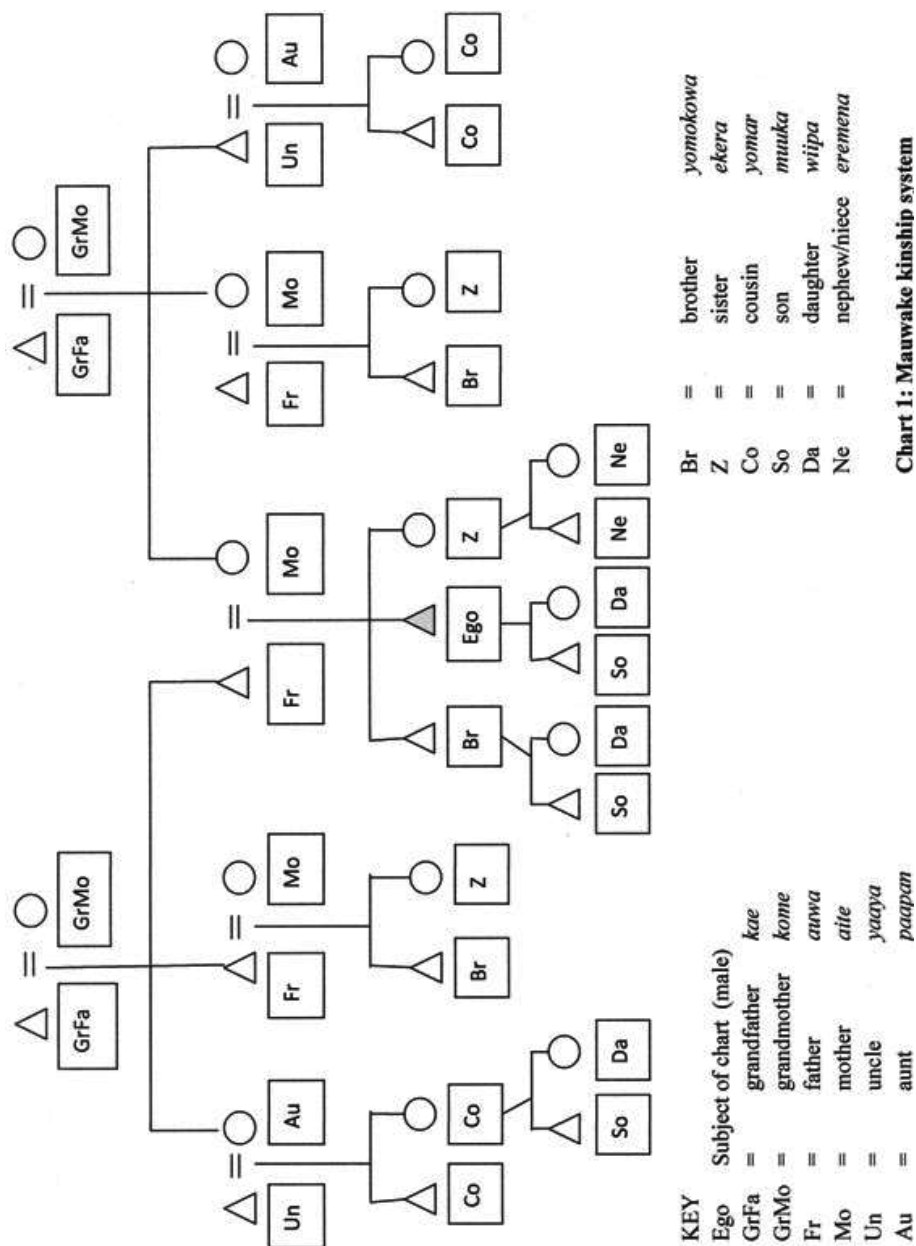 GrFa = GrMo
GrFa = GrMo
Un = Au
Fr = Mo
Fr = Mo
Fr = Mo
Un = Au
Co Co
Br Z
Br Ego Z
Br Z
Co Co
So Da
So Da
So Da
Ne Ne
KEY
Ego Subject of chart (male)
GrFa = grandfather kae
GrMo = grandmother kome
Fr = father auwa
Mo = mother aite
Un = uncle yaaya
Au = aunt paapan
Br = brother yomokowa
Z = sister ekera
Co = cousin yomar
So = son muuka
Da = daughter wiipa
Ne = nephew/niece eremena
Chart 1: Mauwake kinship system